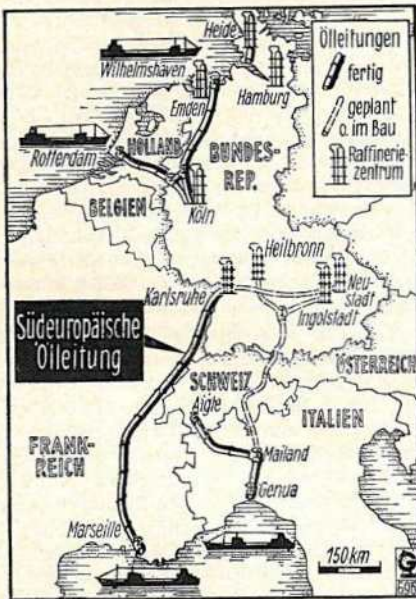 Ölleitungen
fertig
geplant
o. im Bau
Raffinerie
zentrum
Heide
Wilhelmshaven
Hamburg
Emden
Rotterdam
HOLLAND
BUNDES-
REP.
BELGIEN
Köln
Heilbronn
Karlsruhe
Neu-
stadt
Ingolstadt
Südeuropäische
Ölleitung
ÖSTERREICH
SCHWEIZ
Aigle
ITALIEN
FRANK-
REICH
Mailand
Genua
Marseille
150 km